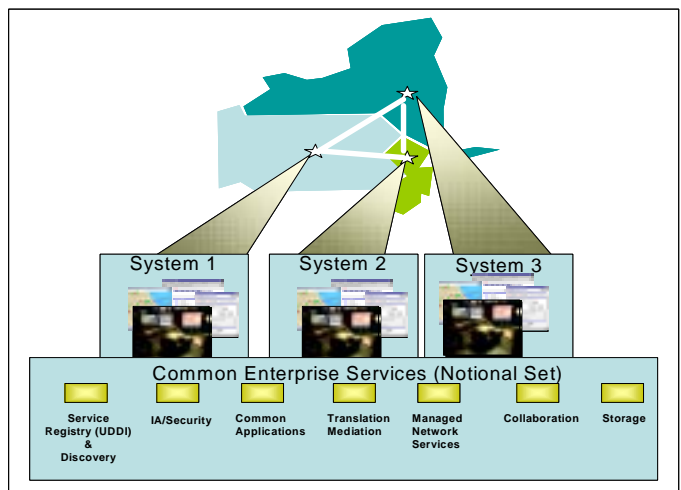 System 1
System 2
System 3
Common Enterprise Services (Notional Set)
Service
Registry (UDDI)
&
Discovery
IA/Security
Common
Applications
Translation
Mediation
Managed
Network
Services
Collaboration
Storage